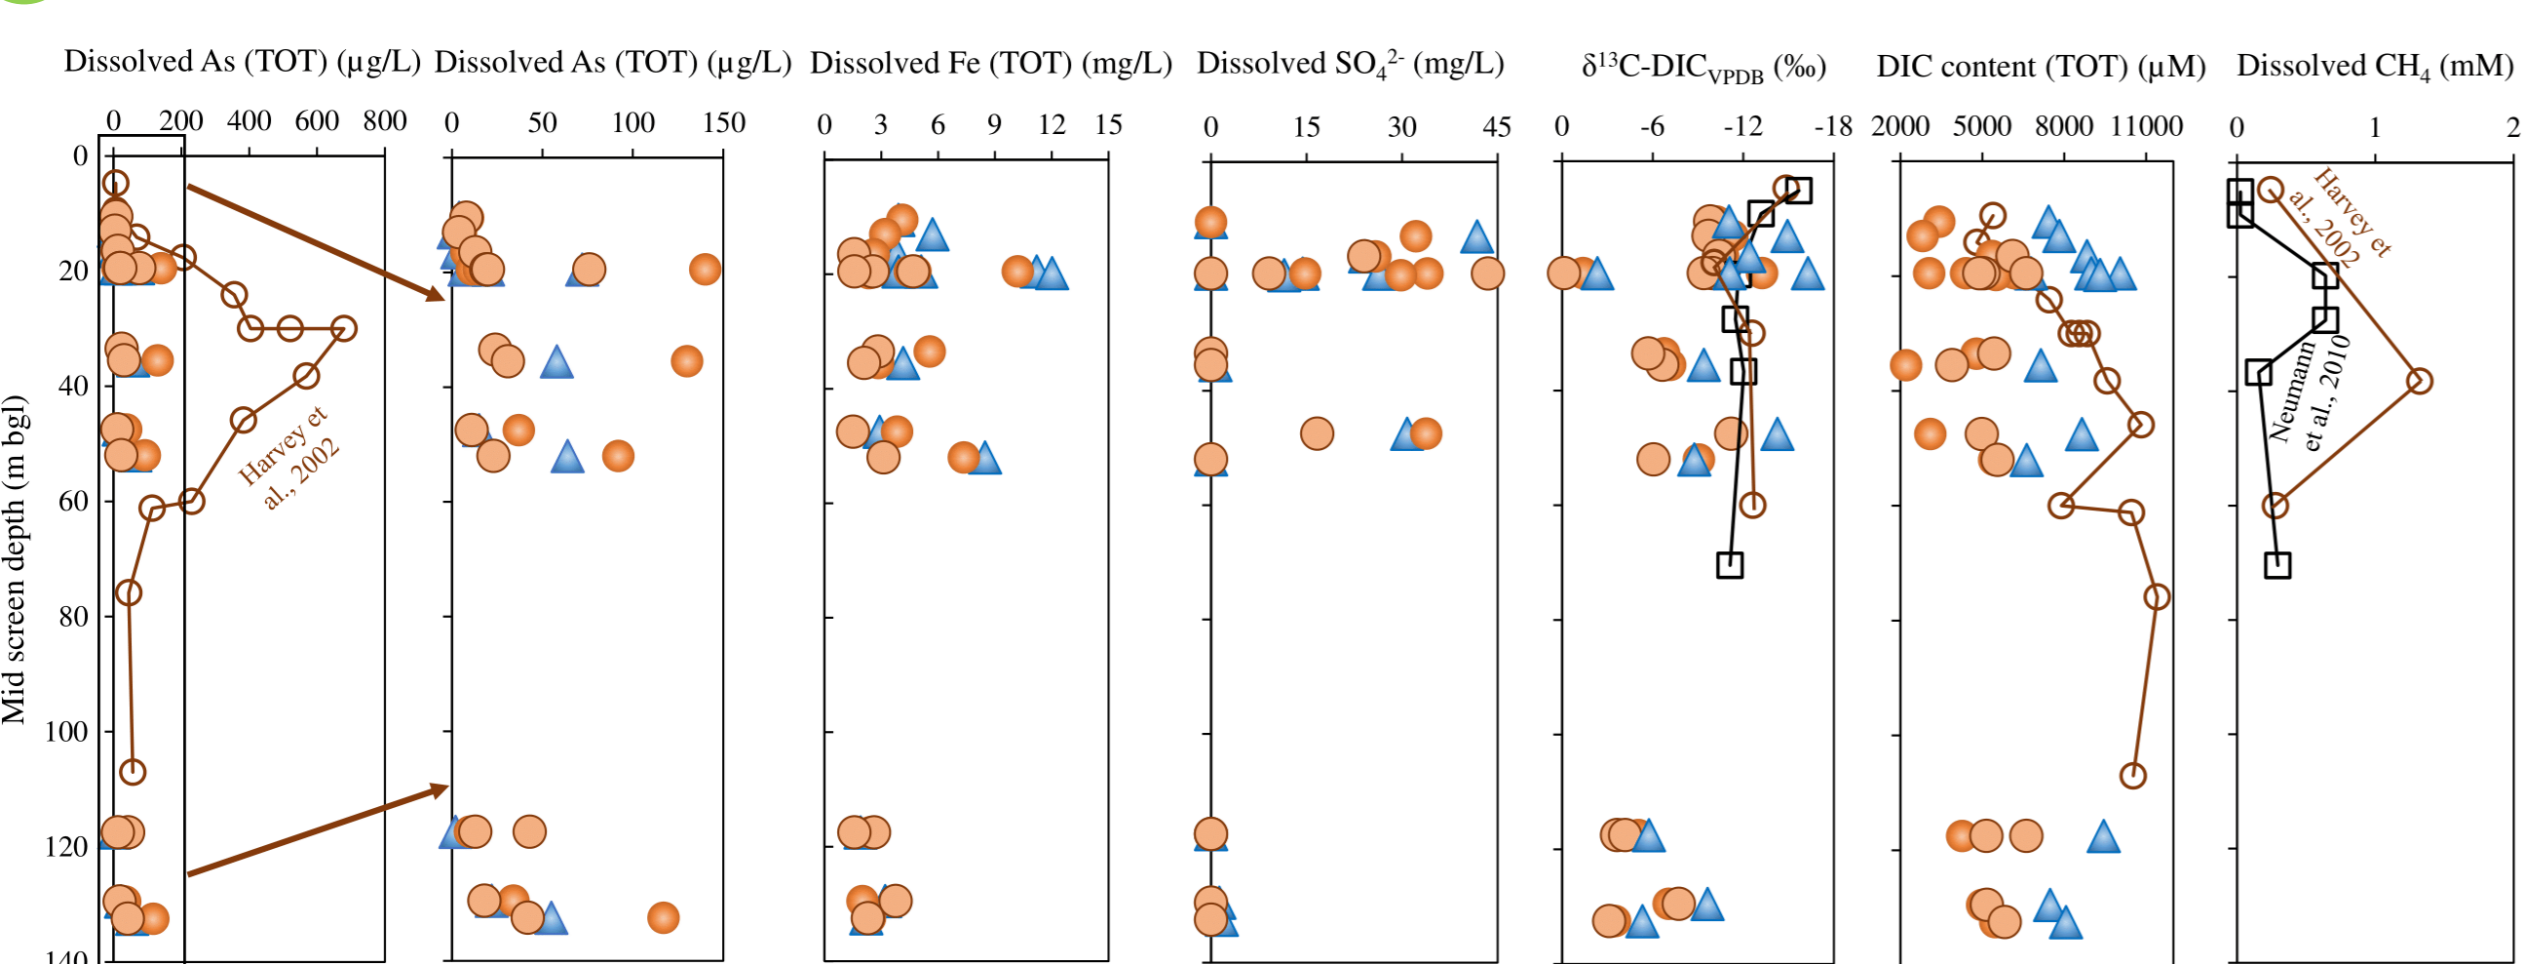 Dissolved As (TOT) (µg/L) Dissolved As (TOT) (µg/L) Dissolved Fe (TOT) (mg/L) Dissolved SO₄²⁻ (mg/L) δ¹³C-DIC_VPDB (‰) DIC content (TOT) (µM) Dissolved CH₄ (mM)
0 200 400 600 800 0 50 100 150 0 3 6 9 12 15 0 15 30 45 0 -6 -12 -18 2000 5000 8000 11000 0 1 2
Mid screen depth (m bgl)
0
20
40
60
80
100
120
140
Harvey et
al., 2002
Harvey et
al., 2002
Neumann
et al., 2010